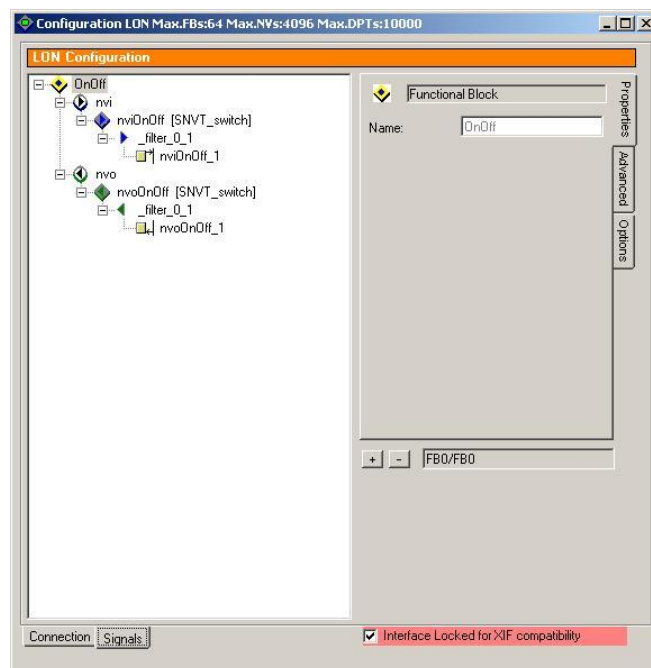 Configuration LON Max.FBs:64 Max.NVs:4096 Max.DPTs:10000
LON Configuration
OnOff
nvi
nviOnOff [SNVT_switch]
_filter_0_1
nviOnOff_1
nvo
nvoOnOff [SNVT_switch]
_filter_0_1
nvoOnOff_1
Functional Block
Name: OnOff
Properties
Advanced
Options
+ - FB0/FB0
Connection Signals
Interface Locked for XIF compatibility